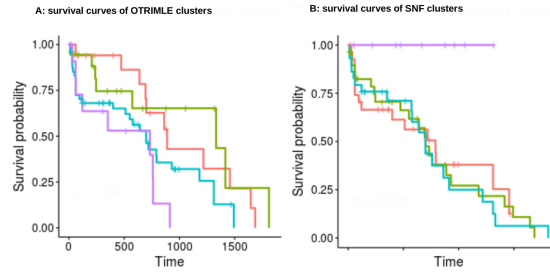 A: survival curves of OTRIMLE clusters
B: survival curves of SNF clusters
Survival probability
1.00
0.75
0.50
0.25
0.00
0
500
1000
1500
Time
Survival probability
1.00
0.75
0.50
0.25
0.00
Time